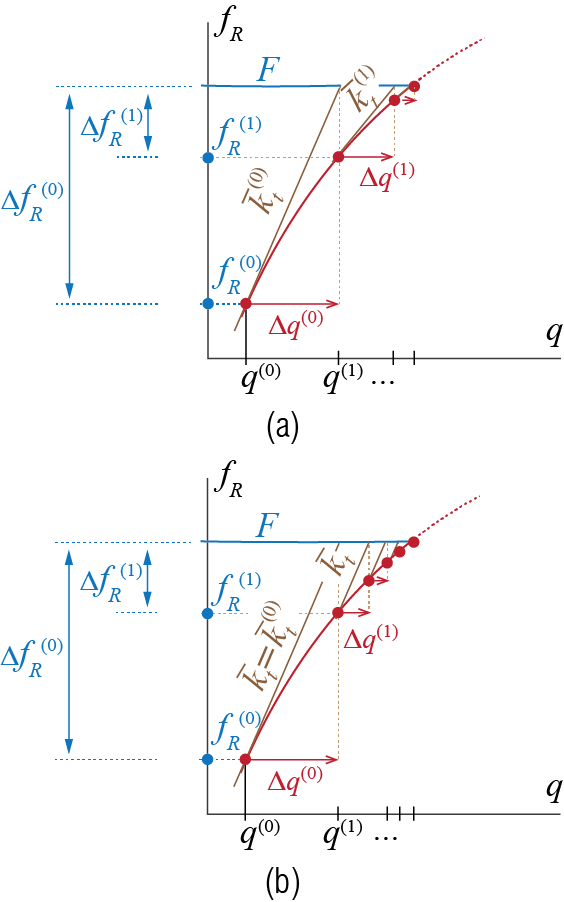 f_R
F
k̄_t^(1)
Δf_R^(1)
f_R^(1)
Δq^(1)
k̄_t^(0)
Δf_R^(0)
f_R^(0)
Δq^(0)
q
q^(0) q^(1) ...
(a)
f_R
F
k̄_t
Δf_R^(1)
f_R^(1)
Δq^(1)
k̄_t=k̄_t^(0)
Δf_R^(0)
f_R^(0)
Δq^(0)
q
q^(0) q^(1) ...
(b)